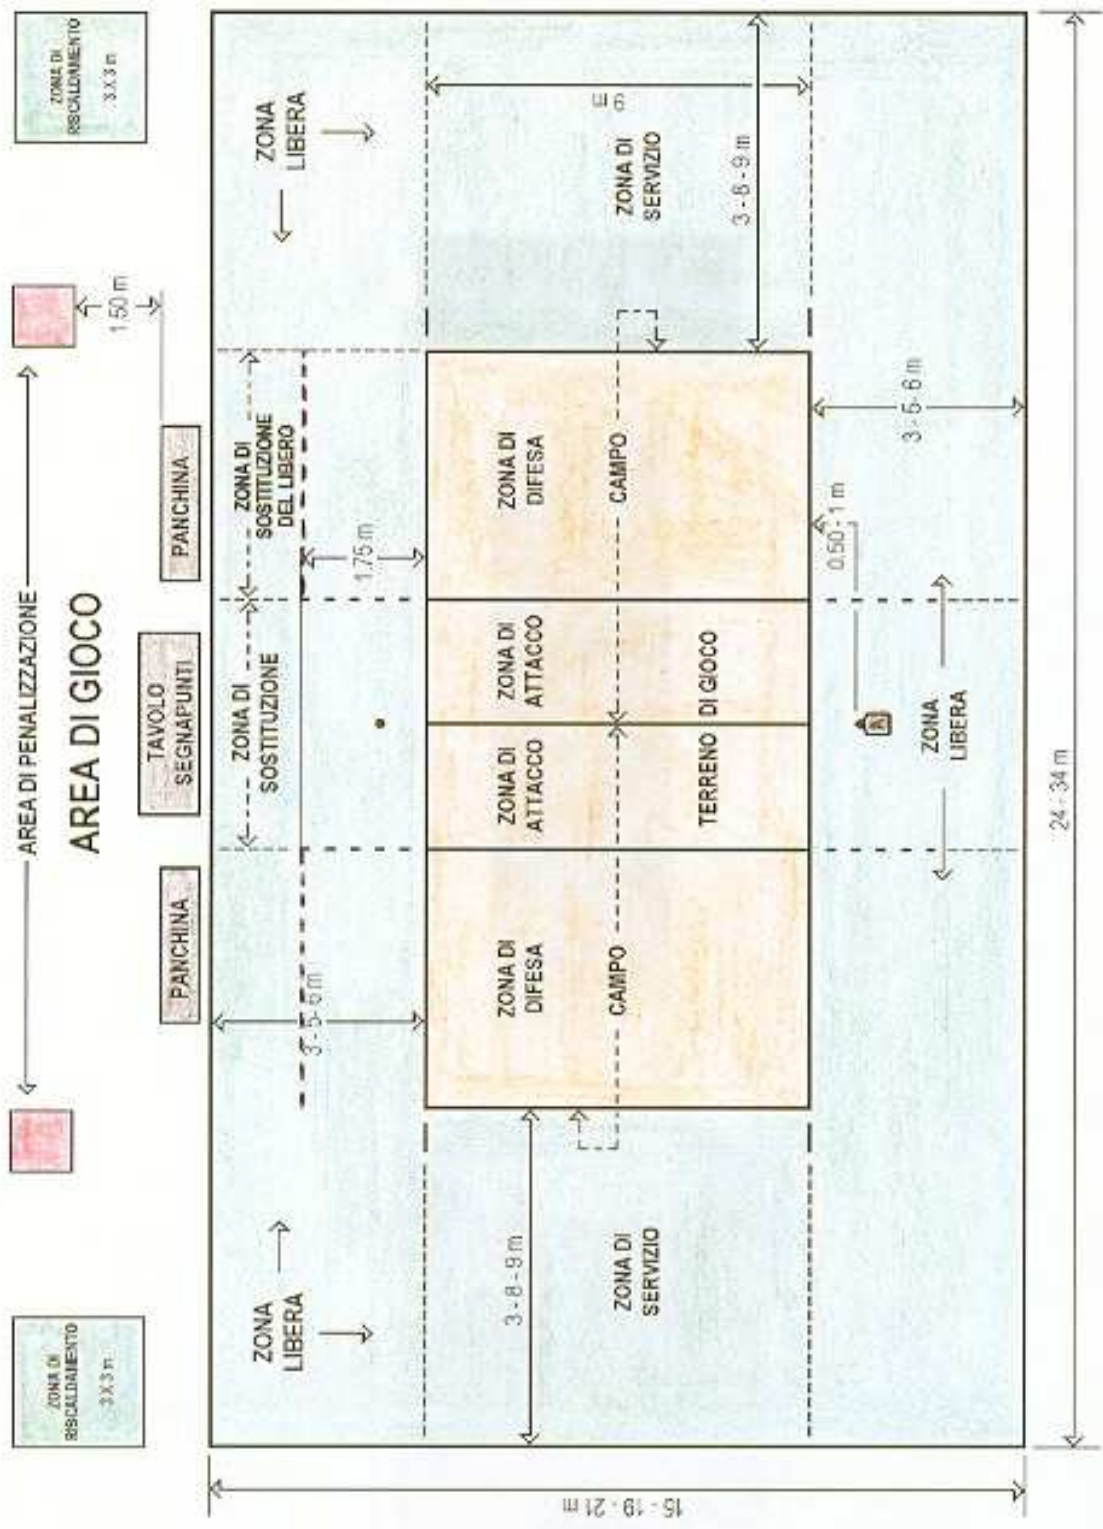 ZONA DI
RISCALDAMENTO
3 X 3 m
AREA DI PENALIZZAZIONE
ZONA DI
RISCALDAMENTO
3 X 3 m
AREA DI GIOCO
1.50 m
PANCHINA
TAVOLO
SEGNAPUNTI
PANCHINA
ZONA
LIBERA
3 - 5 - 6 m
ZONA DI
SOSTITUZIONE
ZONA DI
SOSTITUZIONE
DEL LIBERO
1.75 m
ZONA
LIBERA
3 - 8 - 9 m
ZONA DI
SERVIZIO
ZONA DI
DIFESA
ZONA DI
ATTACCO
ZONA DI
ATTACCO
ZONA DI
DIFESA
CAMPO
CAMPO
TERRENO DI GIOCO
9 m
ZONA DI
SERVIZIO
3 - 8 - 9 m
0.50 - 1 m
3 - 5 - 6 m
ZONA
LIBERA
15 - 19 - 21 m
24 - 34 m